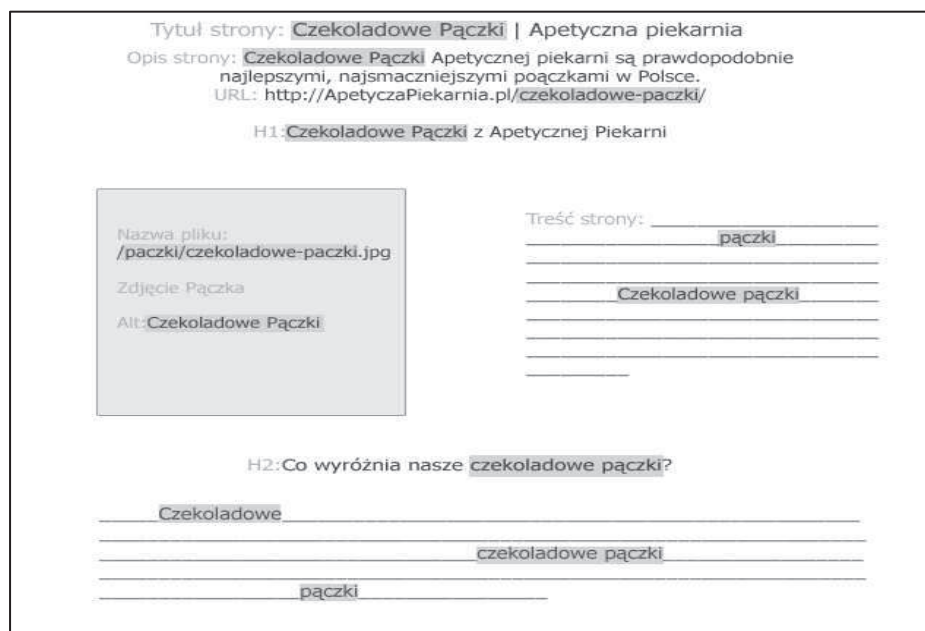 Tytuł strony: Czekoladowe Pączki | Apetyczna piekarnia
Opis strony: Czekoladowe Pączki Apetycznej piekarni są prawdopodobnie
najlepszymi, najsmaczniejszymi poączkami w Polsce.
URL: http://ApetyczaPiekarnia.pl/czekoladowe-paczki/
H1:Czekoladowe Pączki z Apetycznej Piekarni
Nazwa pliku:
/paczki/czekoladowe-paczki.jpg
Zdjęcie Pączka
Alt:Czekoladowe Pączki
Treść strony:
pączki
Czekoladowe pączki
H2:Co wyróżnia nasze czekoladowe pączki?
Czekoladowe
czekoladowe pączki
pączki